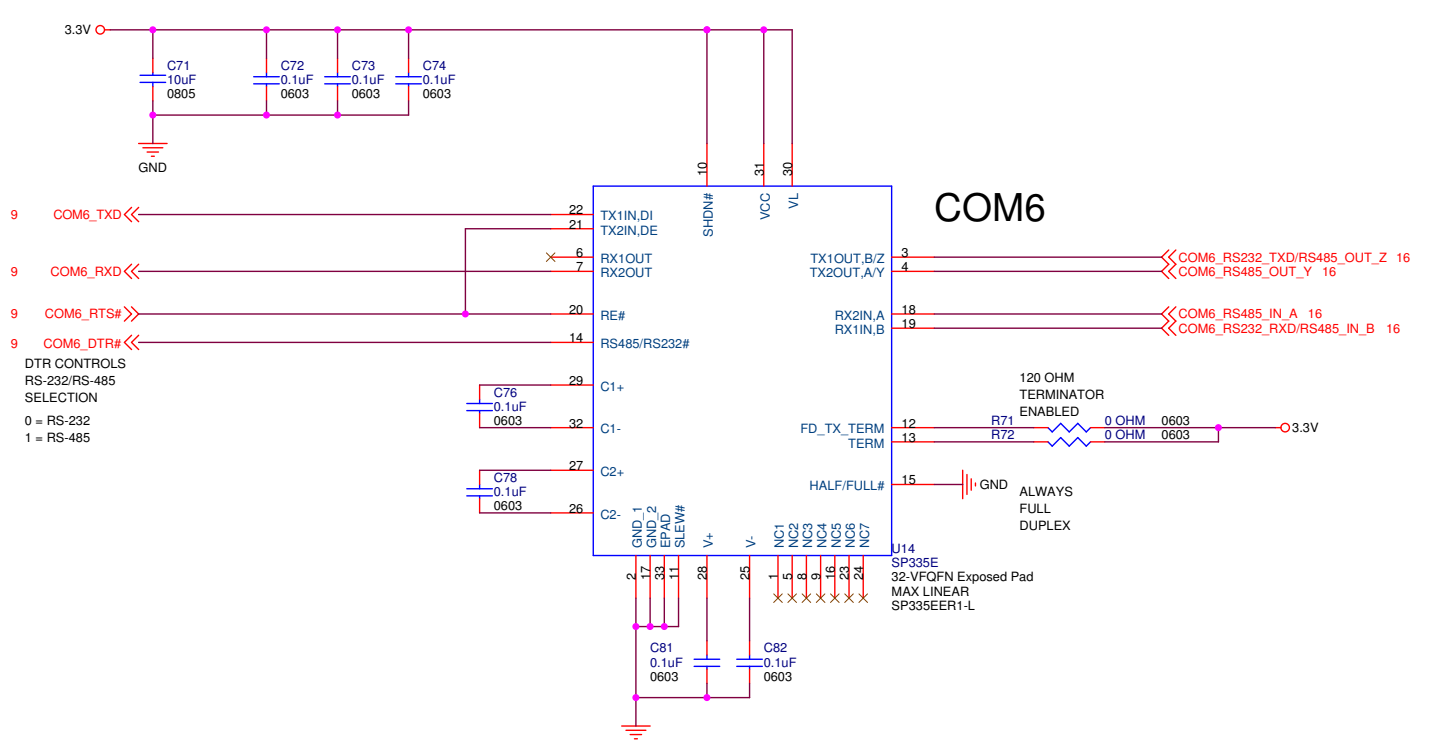 3.3V
C71
10uF
0805
C72
0.1uF
0603
C73
0.1uF
0603
C74
0.1uF
0603
GND
10
31
30
SHDN#
VCC
VL
COM6
9 COM6_TXD
22 TX1IN,DI
21 TX2IN,DE
6 RX1OUT
9 COM6_RXD
7 RX2OUT
9 COM6_RTS#
20 RE#
9 COM6_DTR#
14 RS485/RS232#
DTR CONTROLS
RS-232/RS-485
SELECTION
0 = RS-232
1 = RS-485
29 C1+
C76
0.1uF
0603
32 C1-
27 C2+
C78
0.1uF
0603
26 C2-
TX1OUT,B/Z 3
COM6_RS232_TXD/RS485_OUT_Z 16
TX2OUT,A/Y 4
COM6_RS485_OUT_Y 16
RX2IN,A 18
COM6_RS485_IN_A 16
RX1IN,B 19
COM6_RS232_RXD/RS485_IN_B 16
120 OHM
TERMINATOR
ENABLED
FD_TX_TERM 12
R71 0 OHM 0603
TERM 13
R72 0 OHM 0603
3.3V
HALF/FULL# 15
GND
ALWAYS
FULL
DUPLEX
GND_1
GND_2
EPAD
SLEW#
V+
V-
NC1
NC2
NC3
NC4
NC5
NC6
NC7
2
17
33
11
28
25
1
5
8
9
16
23
24
U14
SP335E
32-VFQFN Exposed Pad
MAX LINEAR
SP335EER1-L
C81
0.1uF
0603
C82
0.1uF
0603